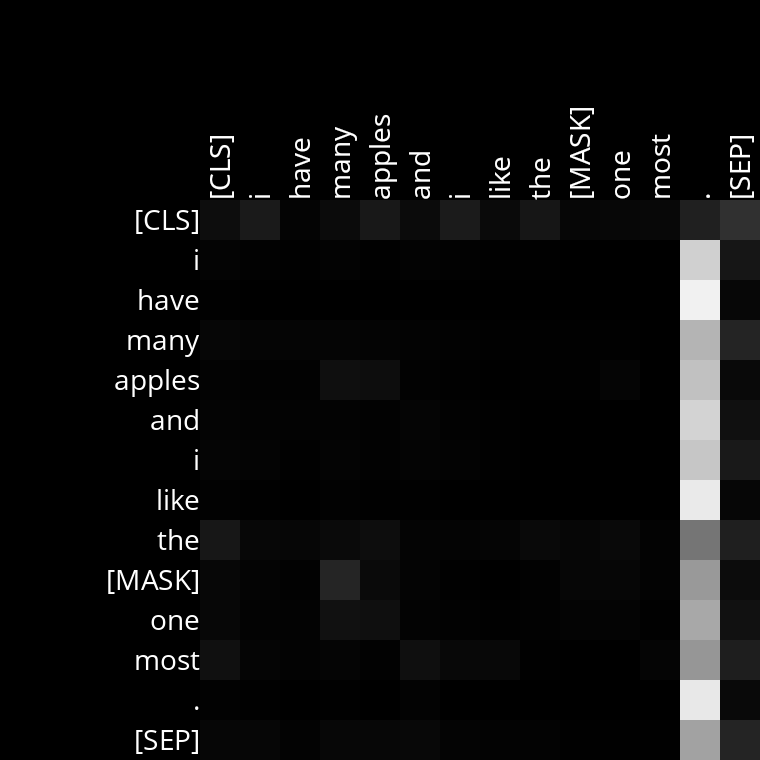 [CLS] i have many apples and i like the [MASK] one most . [SEP]
[CLS]
i
have
many
apples
and
i
like
the
[MASK]
one
most
.
[SEP]